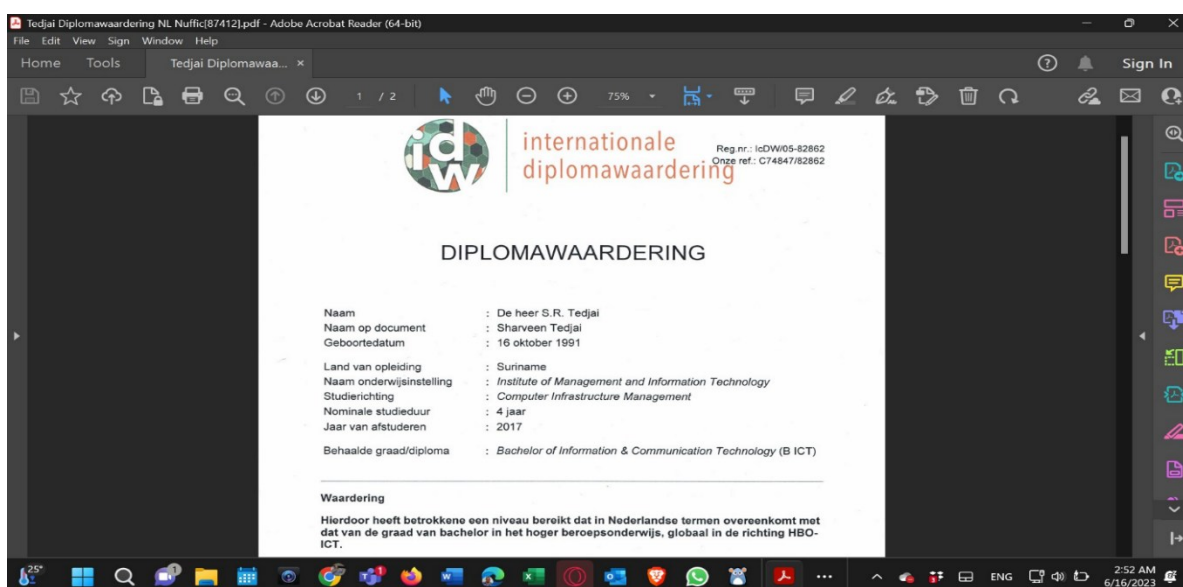 Tedjai Diplomawaardering NL Nuffic[87412].pdf - Adobe Acrobat Reader (64-bit)
File Edit View Sign Window Help
Home Tools Tedjai Diplomawaa... × Sign In
1 / 2 75%
idw
internationale
diplomawaardering
Reg.nr.: IcDW/05-82862
Onze ref.: C74847/82862
DIPLOMAWAARDERING
Naam : De heer S.R. Tedjai
Naam op document : Sharveen Tedjai
Geboortedatum : 16 oktober 1991
Land van opleiding : Suriname
Naam onderwijsinstelling : Institute of Management and Information Technology
Studierichting : Computer Infrastructure Management
Nominale studieduur : 4 jaar
Jaar van afstuderen : 2017
Behaalde graad/diploma : Bachelor of Information & Communication Technology (B ICT)
Waardering
Hierdoor heeft betrokkene een niveau bereikt dat in Nederlandse termen overeenkomt met
dat van de graad van bachelor in het hoger beroepsonderwijs, globaal in de richting HBO-
ICT.
25° ENG 2:52 AM
6/16/2023